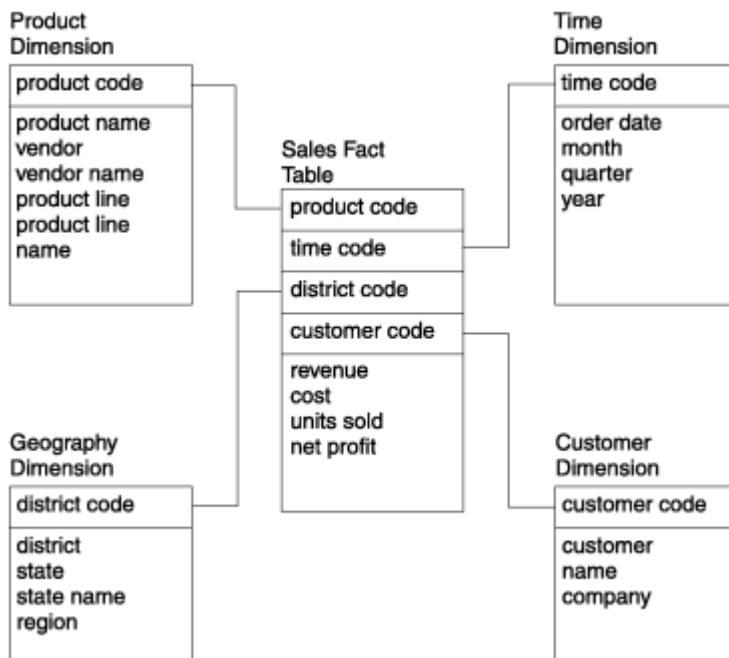 Product
Dimension
product code
product name
vendor
vendor name
product line
product line
name
Time
Dimension
time code
order date
month
quarter
year
Sales Fact
Table
product code
time code
district code
customer code
revenue
cost
units sold
net profit
Geography
Dimension
district code
district
state
state name
region
Customer
Dimension
customer code
customer
name
company